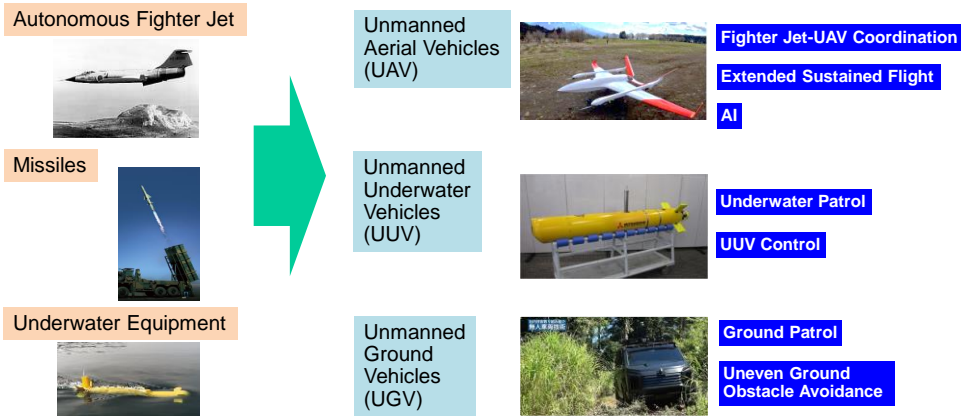 Autonomous Fighter Jet
Missiles
Underwater Equipment
Unmanned
Aerial Vehicles
(UAV)
Unmanned
Underwater
Vehicles
(UUV)
Unmanned
Ground
Vehicles
(UGV)
Fighter Jet-UAV Coordination
Extended Sustained Flight
AI
Underwater Patrol
UUV Control
Ground Patrol
Uneven Ground
Obstacle Avoidance